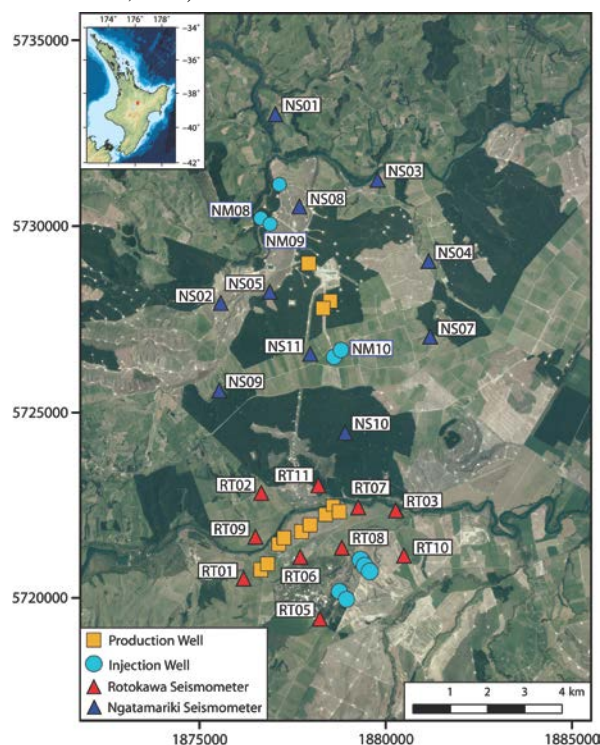 174° 176° 178°
-34°
-36°
-38°
-40°
-42°
5735000
NS01
NS03
NS08
NM08
5730000
NM09
NS04
NS05
NS02
NS07
NS11
NM10
NS09
5725000
NS10
RT11
RT02
RT07
RT03
RT09
RT08
RT10
RT01
RT06
5720000
RT05
Production Well
Injection Well
Rotokawa Seismometer
Ngatamariki Seismometer
1 2 3 4 km
1875000 1880000 1885000